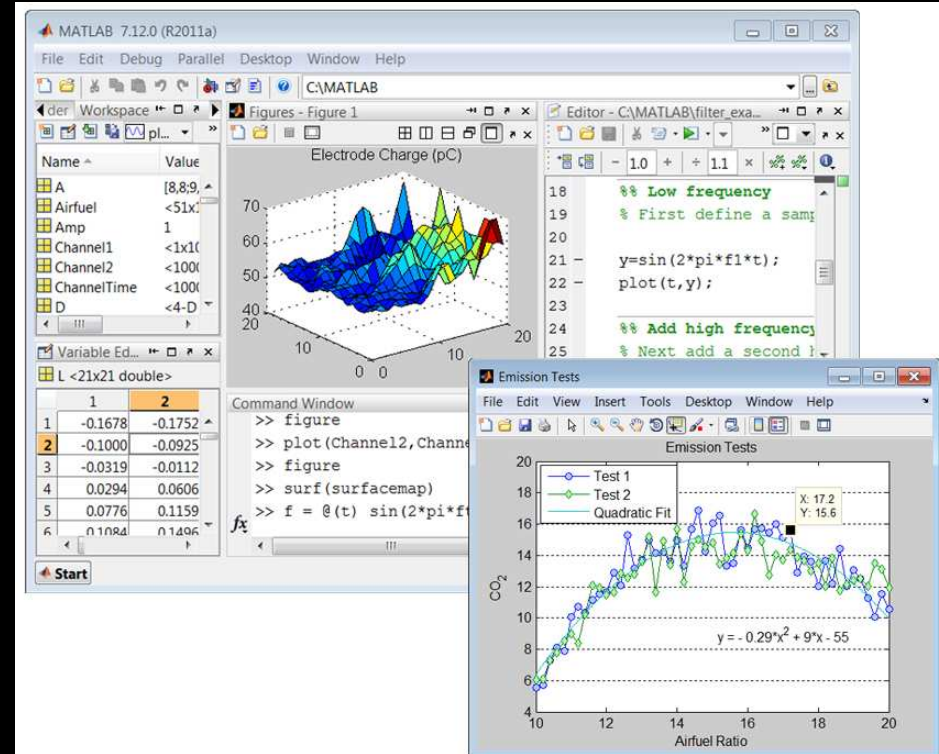 MATLAB 7.12.0 (R2011a)
File Edit Debug Parallel Desktop Window Help
C:\MATLAB
der Workspace
pl...
Name Value
A [8,8;9,
Airfuel <51x1
Amp 1
Channel1 <1x10
Channel2 <1000
ChannelTime <1000
D <4-D
Variable Ed...
L <21x21 double>
1 2
1 -0.1678 -0.1752
2 -0.1000 -0.0925
3 -0.0319 -0.0112
4 0.0294 0.0606
5 0.0776 0.1159
6 0.1084 0.1496
Start
Figures - Figure 1
Electrode Charge (pC)
70
60
50
40
20
10
0
0
10
20
Command Window
>> figure
>> plot(Channel2,Channe
>> figure
>> surf(surfacemap)
fx >> f = @(t) sin(2*pi*ft
Editor - C:\MATLAB\filter_exa...
- 1.0 + ÷ 1.1 ×
18 %% Low frequency
19 % First define a samp
20
21 – y=sin(2*pi*f1*t);
22 – plot(t,y);
23
24 %% Add high frequency
25 % Next add a second h
Emission Tests
File Edit View Insert Tools Desktop Window Help
Emission Tests
Test 1
Test 2
Quadratic Fit
X: 17.2
Y: 15.6
20
18
16
14
12
10
8
6
4
CO2
y = - 0.29*x² + 9*x - 55
10 12 14 16 18 20
Airfuel Ratio